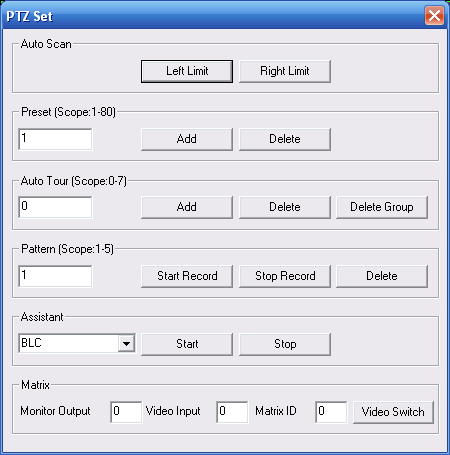 PTZ Set
Auto Scan
Left Limit Right Limit
Preset (Scope:1-80)
1 Add Delete
Auto Tour (Scope:0-7)
0 Add Delete Delete Group
Pattern (Scope:1-5)
1 Start Record Stop Record Delete
Assistant
BLC Start Stop
Matrix
Monitor Output 0 Video Input 0 Matrix ID 0 Video Switch